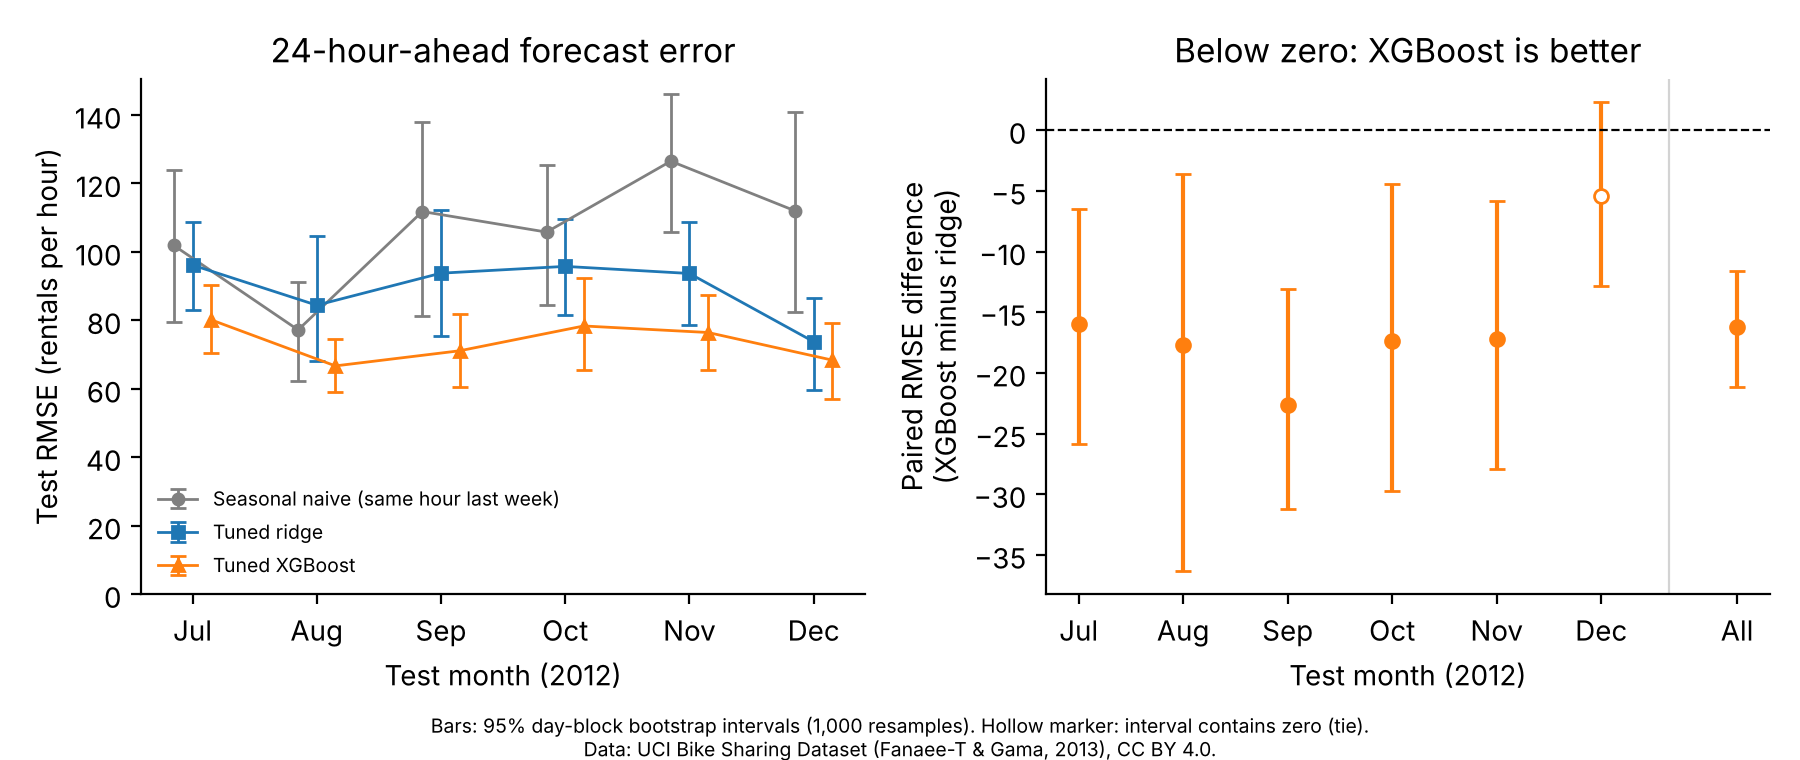 24-hour-ahead forecast error
Test RMSE (rentals per hour)
140
120
100
80
60
40
20
0
Seasonal naive (same hour last week)
Tuned ridge
Tuned XGBoost
Jul Aug Sep Oct Nov Dec
Test month (2012)
Below zero: XGBoost is better
Paired RMSE difference
(XGBoost minus ridge)
0
−5
−10
−15
−20
−25
−30
−35
Jul Aug Sep Oct Nov Dec All
Test month (2012)
Bars: 95% day-block bootstrap intervals (1,000 resamples). Hollow marker: interval contains zero (tie).
Data: UCI Bike Sharing Dataset (Fanaee-T & Gama, 2013), CC BY 4.0.